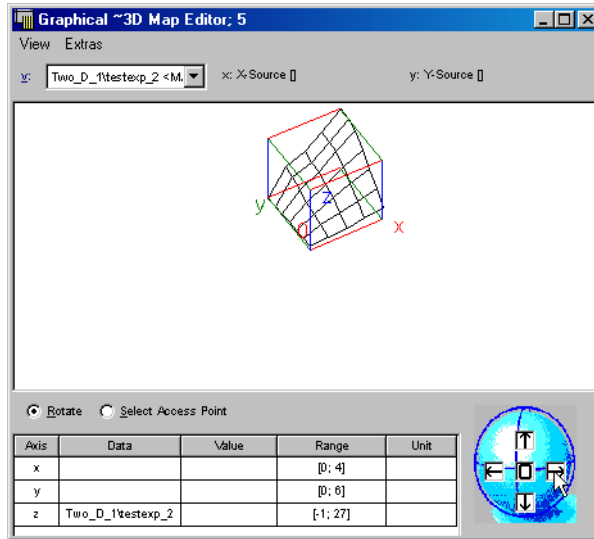 Graphical ~3D Map Editor; 5
View Extras
v: Two_D_1\testexp_2 <M. x: X-Source [] y: Y-Source []
y
z
0
x
Rotate Select Access Point
Axis Data Value Range Unit
x [0; 4]
y [0; 6]
z Two_D_1\testexp_2 [-1; 27]